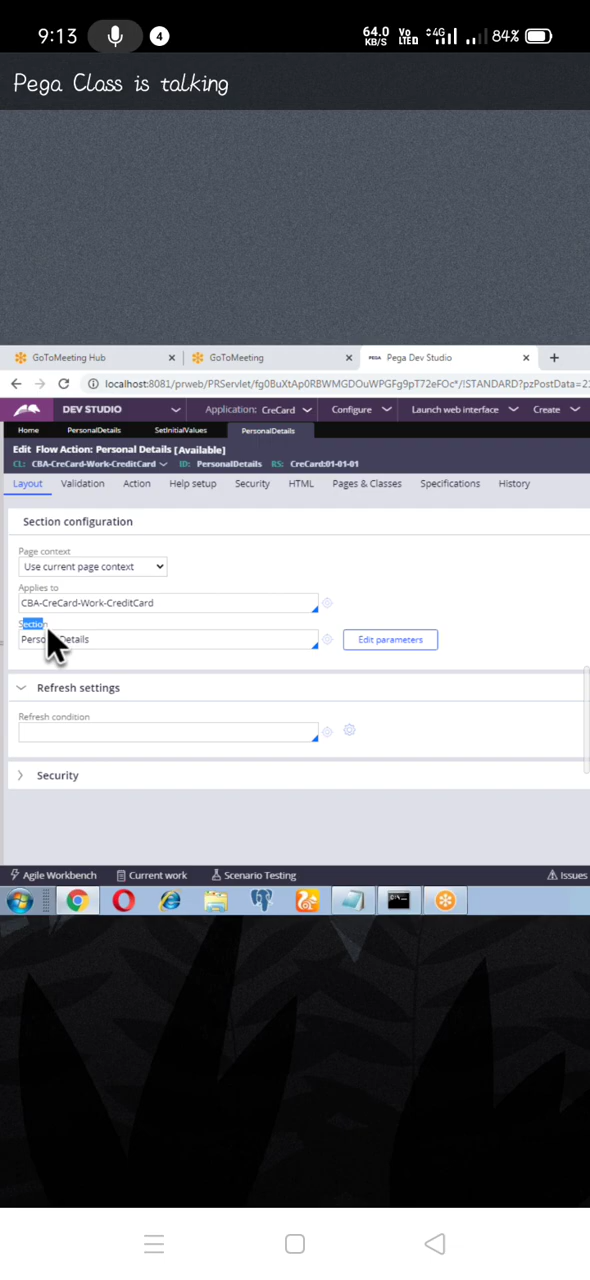 9:13 4 64.0 KB/S Vo LTED 4G 84%
Pega Class is talking
GoToMeeting Hub GoToMeeting PEGA Pega Dev Studio
localhost:8081/prweb/PRServlet/fg0BuXtAp0RBWMGDOuWPGFg9pT72eFOc*/!STANDARD?pzPostData=2
DEV STUDIO Application: CreCard Configure Launch web interface Create
Home PersonalDetails SetInitialValues PersonalDetails
Edit Flow Action: Personal Details [Available]
CL: CBA-CreCard-Work-CreditCard ID: PersonalDetails RS: CreCard:01-01-01
Layout Validation Action Help setup Security HTML Pages & Classes Specifications History
Section configuration
Page context
Use current page context
Applies to
CBA-CreCard-Work-CreditCard
Section
PersonalDetails Edit parameters
Refresh settings
Refresh condition
Security
Agile Workbench Current work Scenario Testing Issues